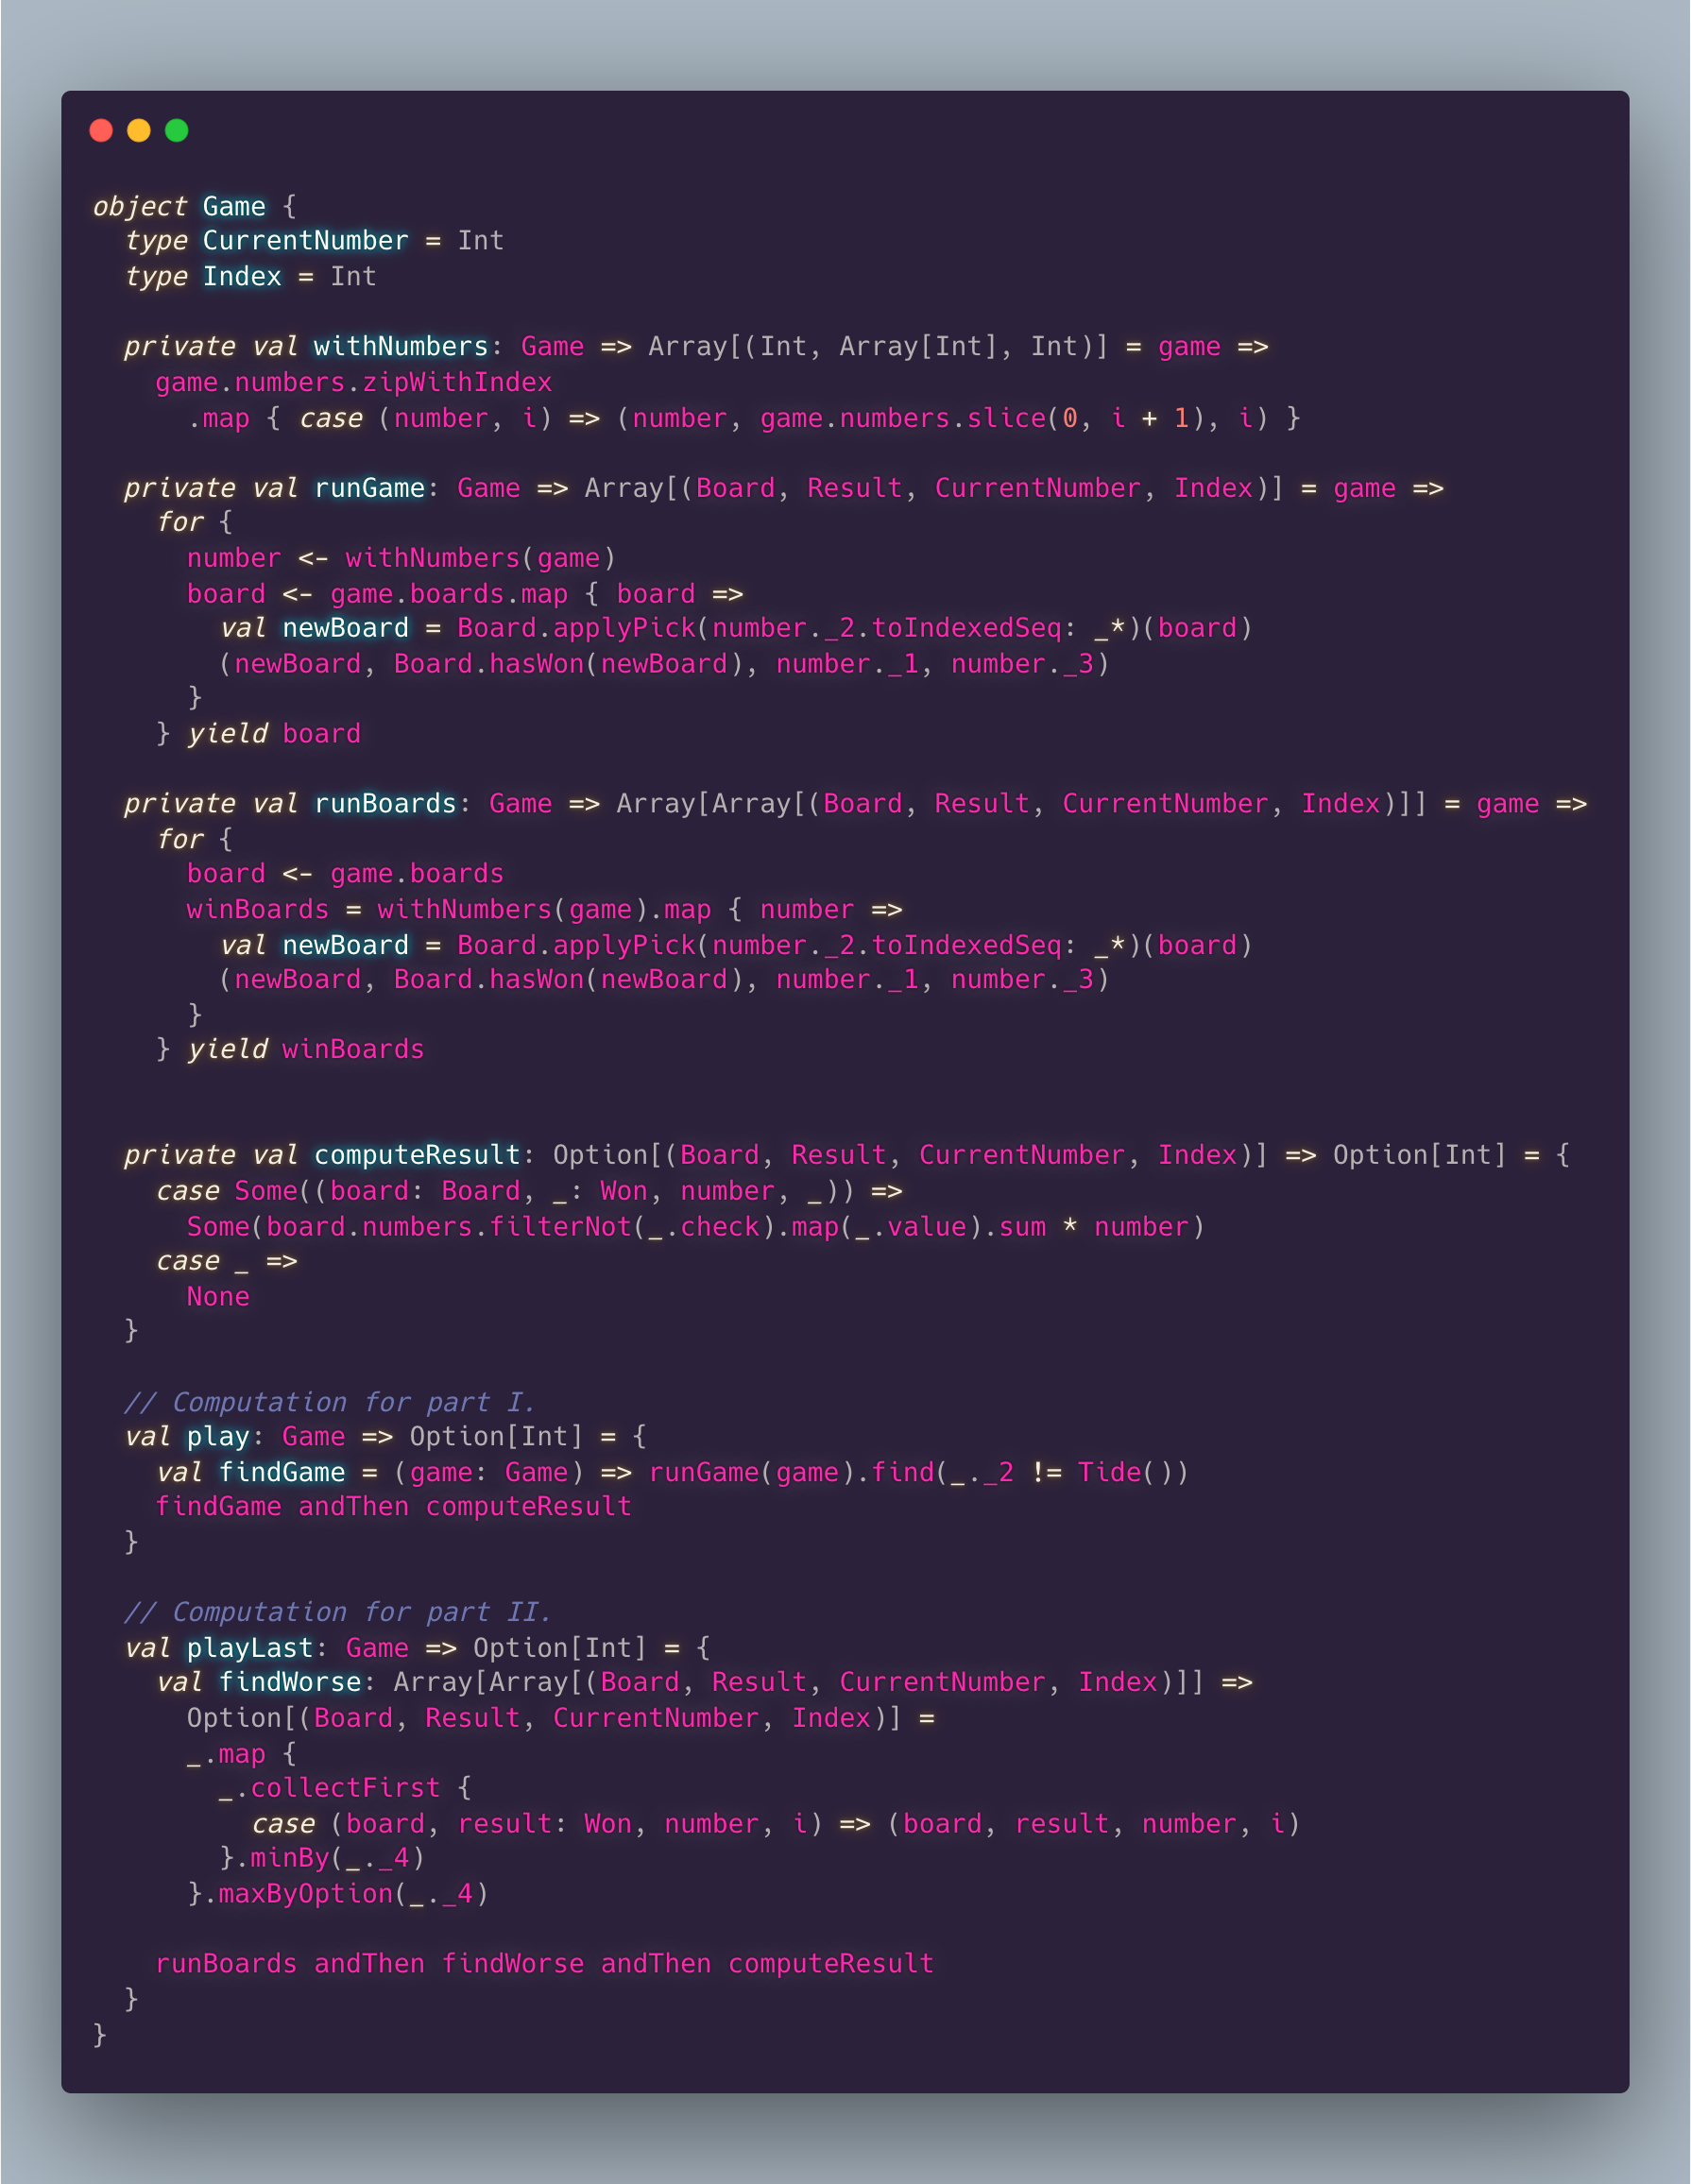 object Game {
  type CurrentNumber = Int
  type Index = Int

  private val withNumbers: Game => Array[(Int, Array[Int], Int)] = game =>
    game.numbers.zipWithIndex
      .map { case (number, i) => (number, game.numbers.slice(0, i + 1), i) }

  private val runGame: Game => Array[(Board, Result, CurrentNumber, Index)] = game =>
    for {
      number <- withNumbers(game)
      board <- game.boards.map { board =>
        val newBoard = Board.applyPick(number._2.toIndexedSeq: _*)(board)
        (newBoard, Board.hasWon(newBoard), number._1, number._3)
      }
    } yield board

  private val runBoards: Game => Array[Array[(Board, Result, CurrentNumber, Index)]] = game =>
    for {
      board <- game.boards
      winBoards = withNumbers(game).map { number =>
        val newBoard = Board.applyPick(number._2.toIndexedSeq: _*)(board)
        (newBoard, Board.hasWon(newBoard), number._1, number._3)
      }
    } yield winBoards


  private val computeResult: Option[(Board, Result, CurrentNumber, Index)] => Option[Int] = {
    case Some((board: Board, _: Won, number, _)) =>
      Some(board.numbers.filterNot(_.check).map(_.value).sum * number)
    case _ =>
      None
  }

  // Computation for part I.
  val play: Game => Option[Int] = {
    val findGame = (game: Game) => runGame(game).find(_._2 != Tide())
    findGame andThen computeResult
  }

  // Computation for part II.
  val playLast: Game => Option[Int] = {
    val findWorse: Array[Array[(Board, Result, CurrentNumber, Index)]] =>
      Option[(Board, Result, CurrentNumber, Index)] =
      _.map {
        _.collectFirst {
          case (board, result: Won, number, i) => (board, result, number, i)
        }.minBy(_._4)
      }.maxByOption(_._4)

    runBoards andThen findWorse andThen computeResult
  }
}